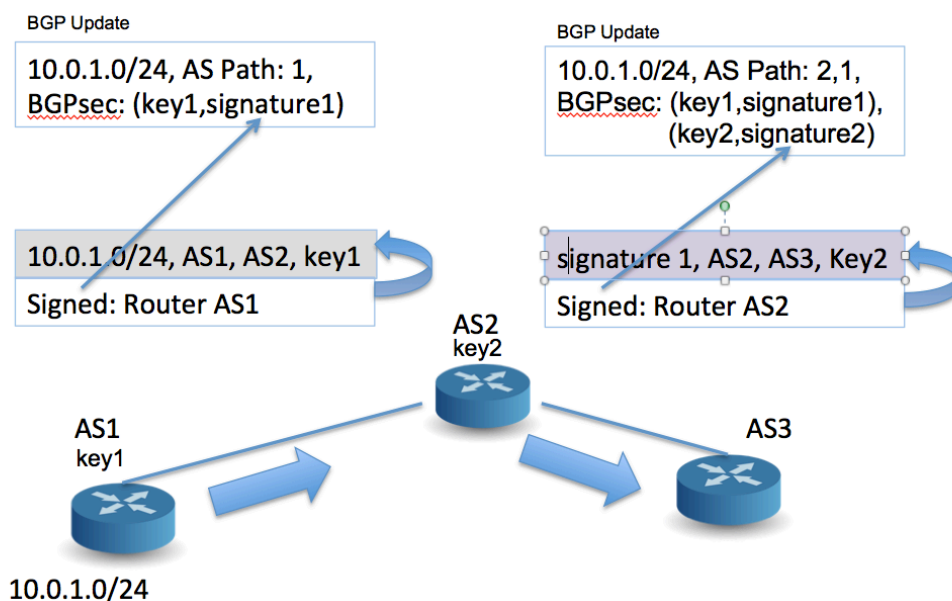 BGP Update
10.0.1.0/24, AS Path: 1,
BGPsec: (key1,signature1)
10.0.1.0/24, AS1, AS2, key1
Signed: Router AS1
BGP Update
10.0.1.0/24, AS Path: 2,1,
BGPsec: (key1,signature1),
(key2,signature2)
signature 1, AS2, AS3, Key2
Signed: Router AS2
AS2
key2
AS1
key1
AS3
10.0.1.0/24